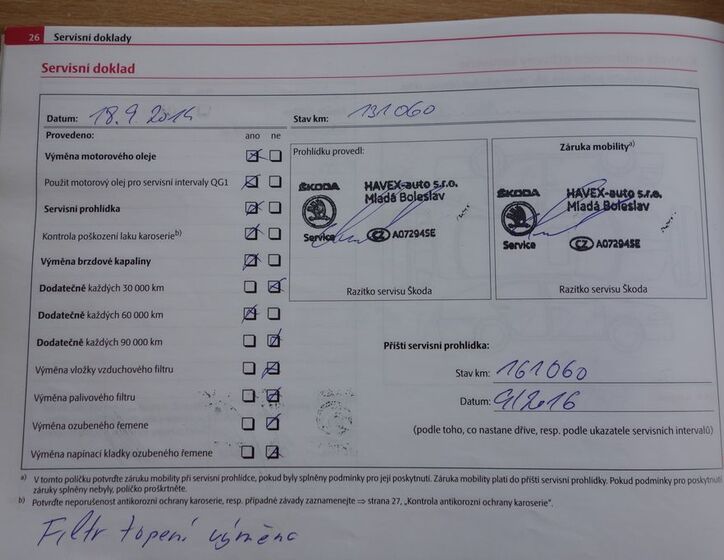 26 Servisní doklady
Servisní doklad
Datum: 18.9 2014 Stav km: 131060
Provedeno: ano ne
Výměna motorového oleje
Použit motorový olej pro servisní intervaly QG1
Servisní prohlídka
Kontrola poškození laku karoserie b)
Výměna brzdové kapaliny
Dodatečně každých 30 000 km
Dodatečně každých 60 000 km
Dodatečně každých 90 000 km
Výměna vložky vzduchového filtru
Výměna palivového filtru
Výměna ozubeného řemene
Výměna napínací kladky ozubeného řemene
Prohlídku provedl:
ŠKODA HAVEX-auto s.r.o.
Mladá Boleslav
Service CZ A07294SE
Razítko servisu Škoda
Záruka mobility a)
ŠKODA HAVEX-auto s.r.o.
Mladá Boleslav
Service CZ A07294SE
Razítko servisu Škoda
Příští servisní prohlídka:
Stav km: 161060
Datum: 9/2016
(podle toho, co nastane dříve, resp. podle ukazatele servisních intervalů)
a) V tomto políčku potvrďte záruku mobility při servisní prohlídce, pokud byly splněny podmínky pro její poskytnutí. Záruka mobility platí do příští servisní prohlídky. Pokud podmínky pro poskytnutí
záruky splněny nebyly, políčko proškrtněte.
b) Potvrďte neporušenost antikorozní ochrany karoserie, resp. případné závady zaznamenejte ⇒ strana 27, „Kontrola antikorozní ochrany karoserie“.
Filtr topení výměna